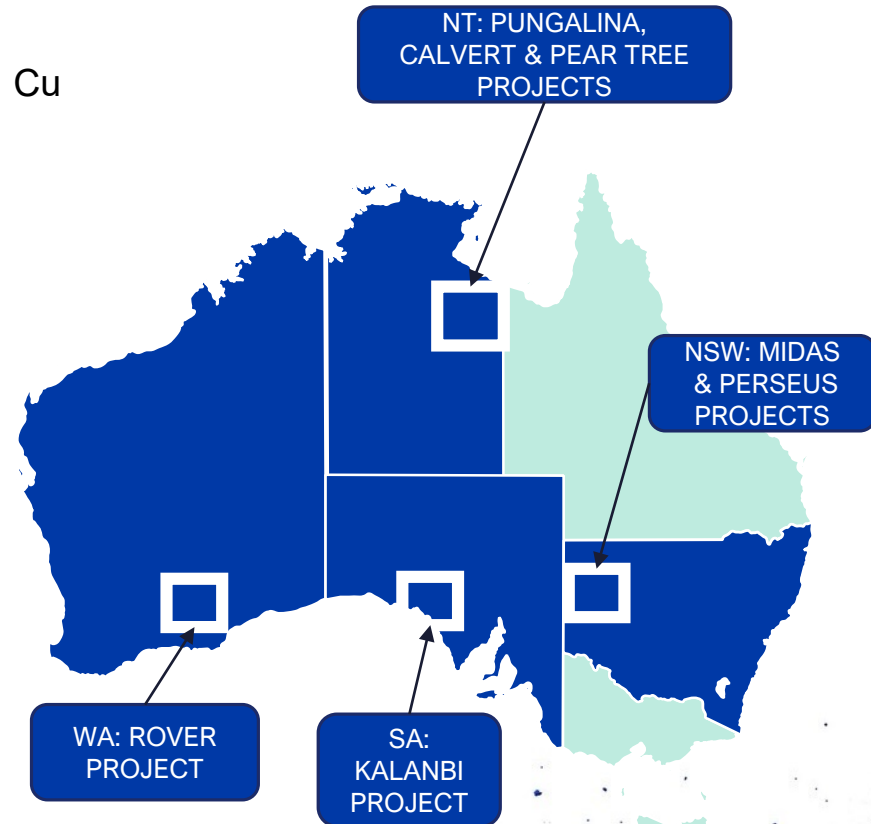 NT: PUNGALINA,
CALVERT & PEAR TREE
PROJECTS
Cu
NSW: MIDAS
& PERSEUS
PROJECTS
WA: ROVER
PROJECT
SA:
KALANBI
PROJECT